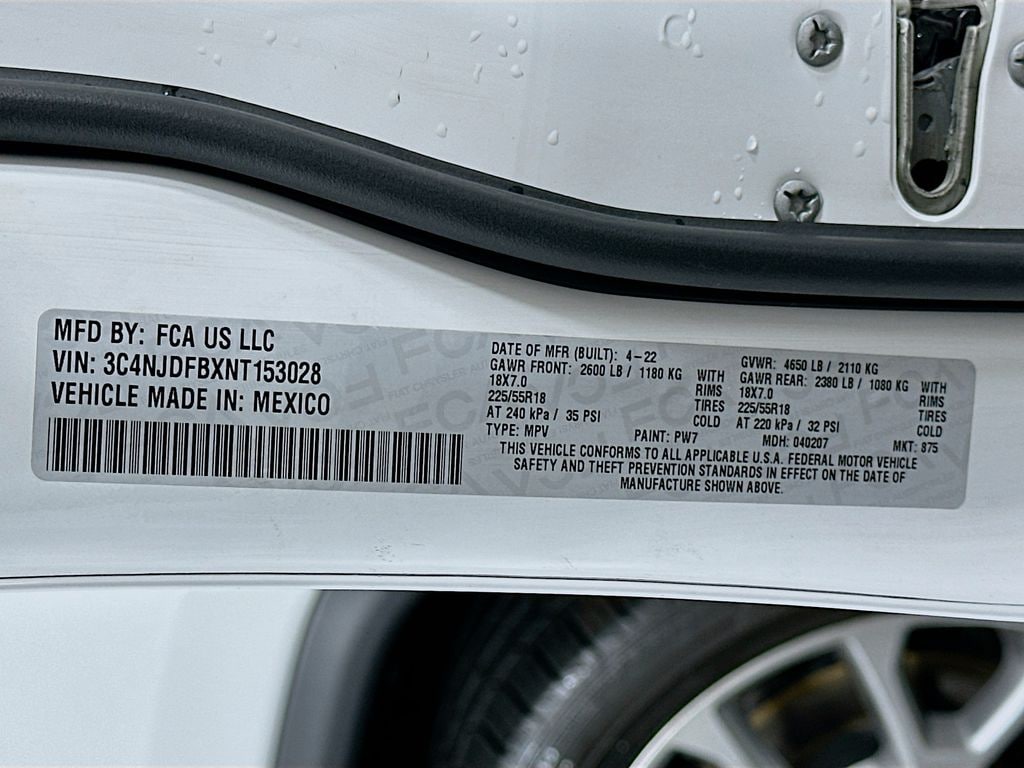 MFD BY: FCA US LLC
VIN: 3C4NJDFBXNT153028
VEHICLE MADE IN: MEXICO
DATE OF MFR (BUILT): 4-22
GAWR FRONT: 2600 LB / 1180 KG WITH
18X7.0 RIMS
225/55R18 TIRES
AT 240 kPa / 35 PSI COLD
TYPE: MPV PAINT: PW7
GVWR: 4650 LB / 2110 KG
GAWR REAR: 2380 LB / 1080 KG WITH
18X7.0 RIMS
225/55R18 TIRES
AT 220 kPa / 32 PSI COLD
MDH: 040207 MKT: 875
THIS VEHICLE CONFORMS TO ALL APPLICABLE U.S.A. FEDERAL MOTOR VEHICLE
SAFETY AND THEFT PREVENTION STANDARDS IN EFFECT ON THE DATE OF
MANUFACTURE SHOWN ABOVE.